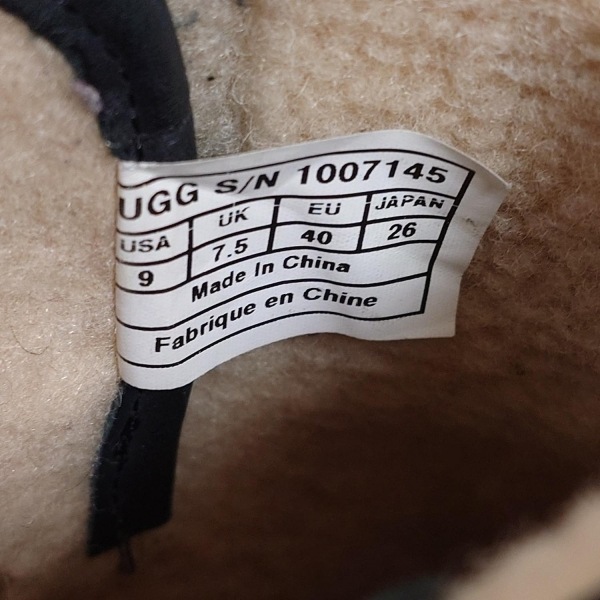 UGG S/N 1007145
USA UK EU JAPAN
9 7.5 40 26
Made In China
Fabrique en Chine